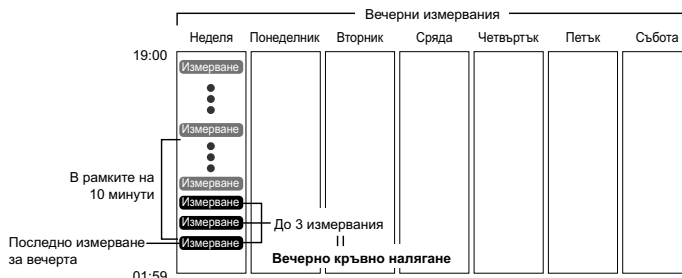 Вечерни измервания
Неделя Понеделник Вторник Сряда Четвъртък Петък Събота
19:00
Измерване
Измерване
В рамките на
10 минути
Измерване
Измерване
Измерване
До 3 измервания
Последно измерване
за вечерта
Измерване
Вечерно кръвно налягане
01:59